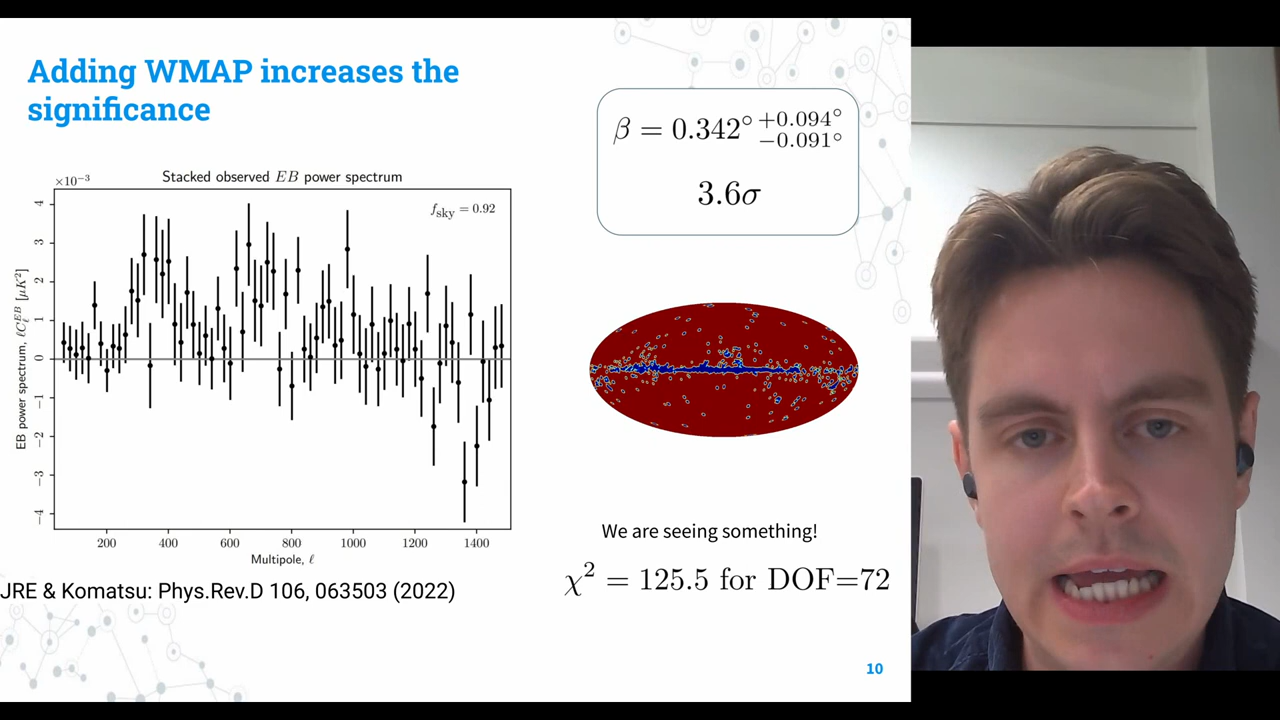 Adding WMAP increases the
significance
β = 0.342° +0.094° −0.091°
3.6σ
Stacked observed EB power spectrum
×10⁻³
f_sky = 0.92
EB power spectrum, ℓC_ℓ^EB [μK²]
4
3
2
1
0
−1
−2
−3
−4
200 400 600 800 1000 1200 1400
Multipole, ℓ
We are seeing something!
χ² = 125.5 for DOF=72
JRE & Komatsu: Phys.Rev.D 106, 063503 (2022)
10